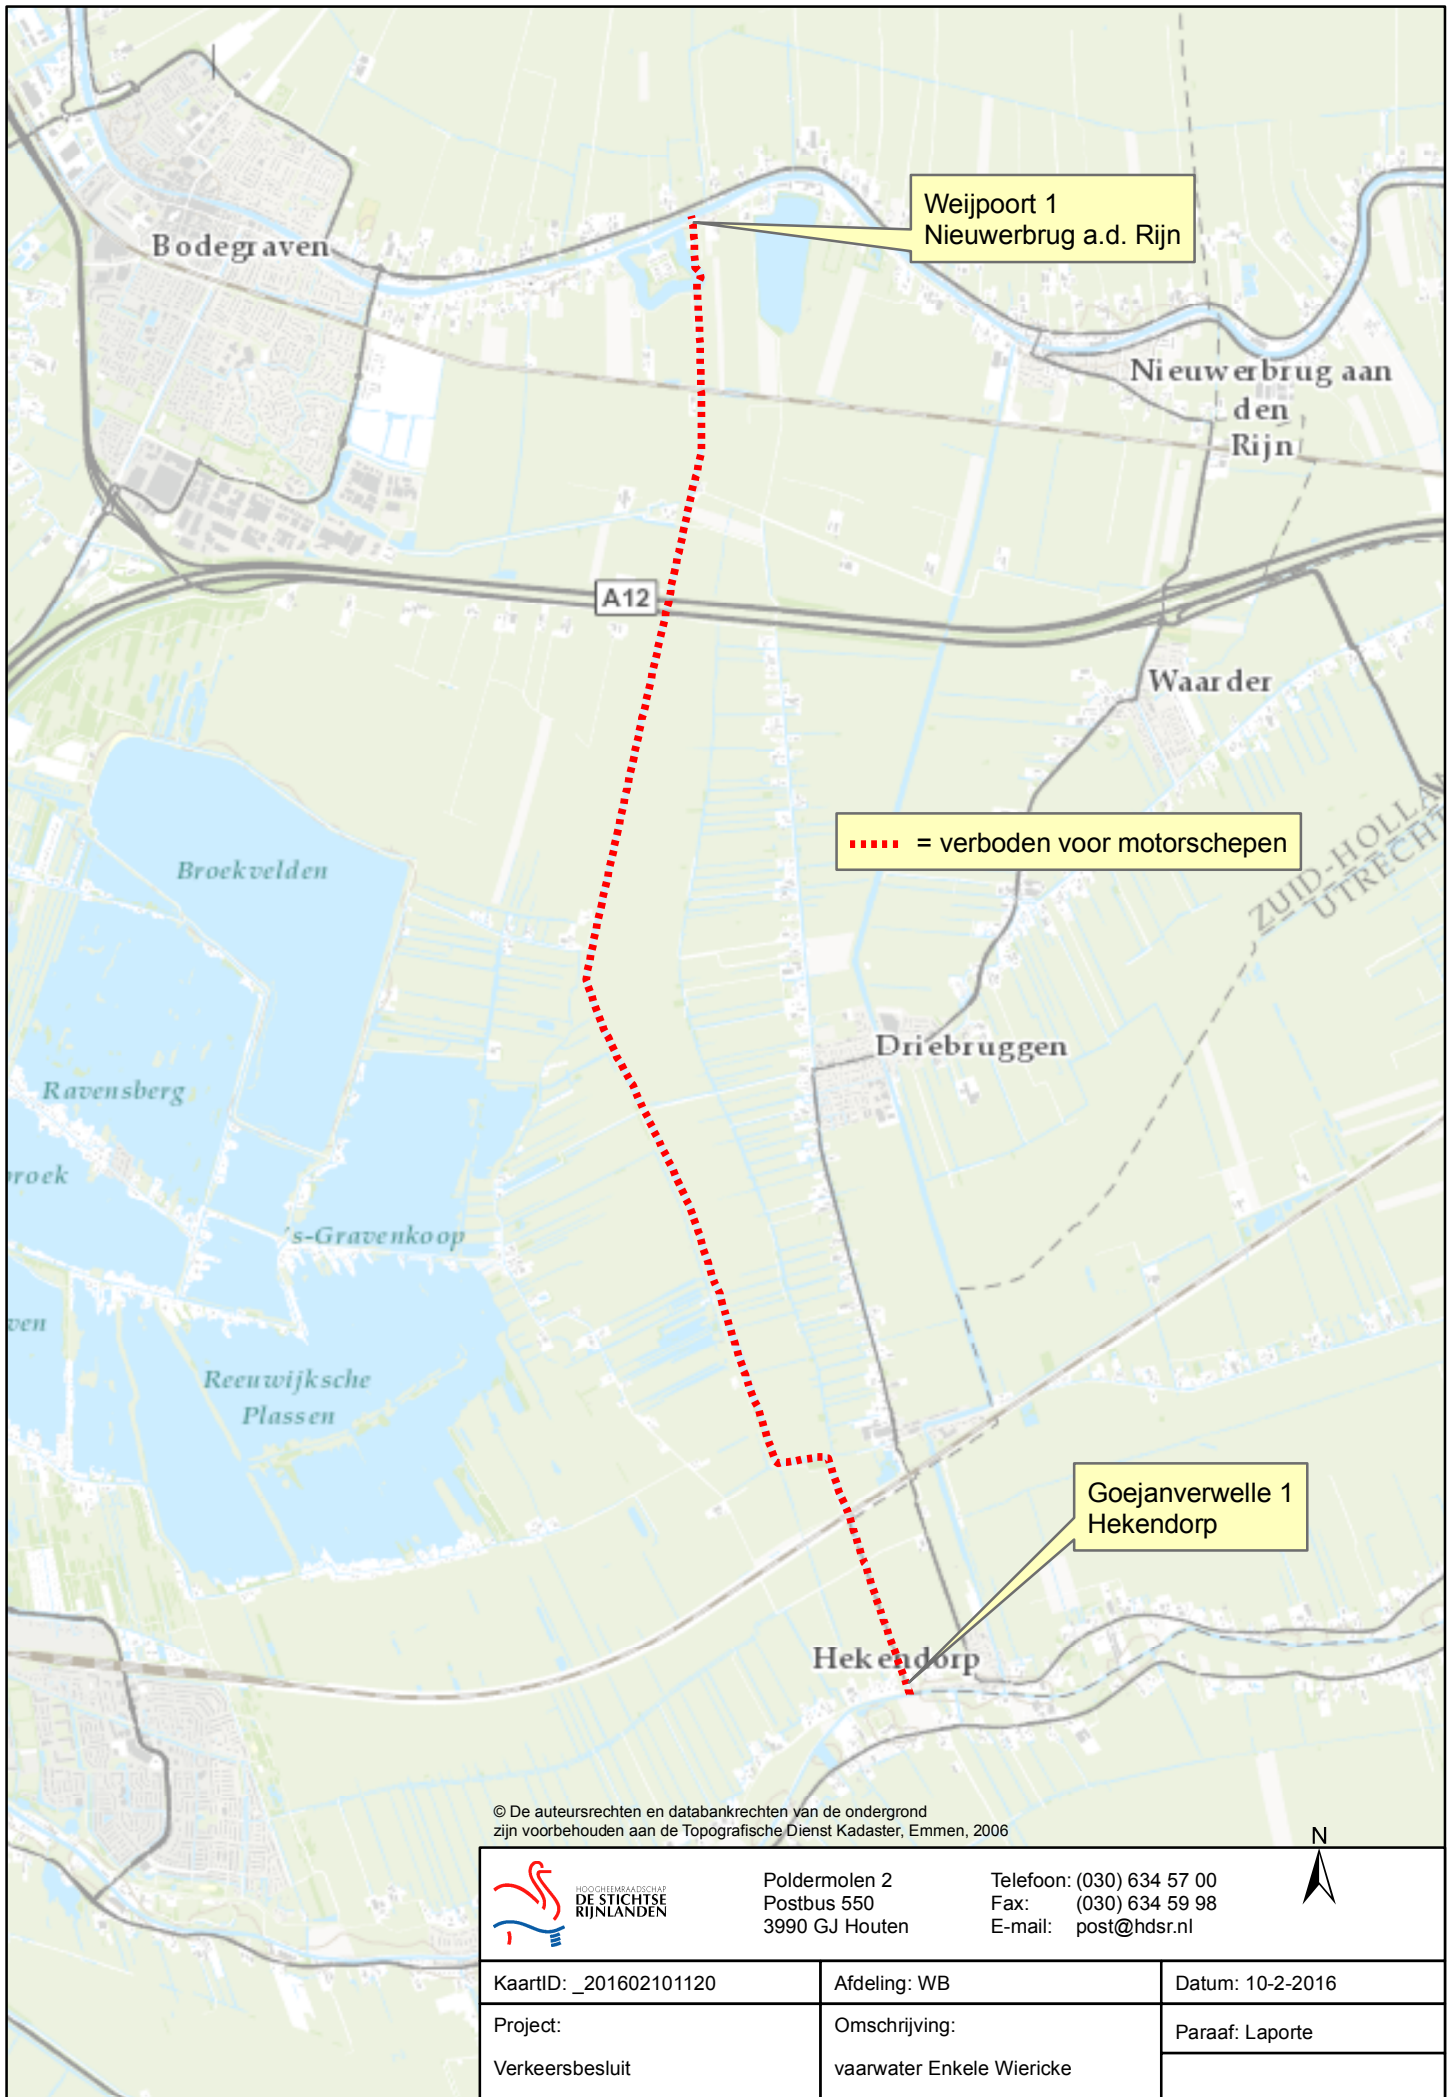 Weijpoort 1
Nieuwerbrug a.d. Rijn
Bodegraven
Nieuwerbrug aan
den
Rijn
A12
Waarder
= verboden voor motorschepen
ZUID-HOLLA
UTRECHT
Broekvelden
Driebruggen
Ravensberg
roek
's-Gravenkoop
ven
Reeuwijksche
Plassen
Goejanverwelle 1
Hekendorp
Hekendorp
© De auteursrechten en databankrechten van de ondergrond
zijn voorbehouden aan de Topografische Dienst Kadaster, Emmen, 2006
N
HOOGHEEMRAADSCHAP
DE STICHTSE
RIJNLANDEN
Poldermolen 2
Postbus 550
3990 GJ Houten
Telefoon: (030) 634 57 00
Fax: (030) 634 59 98
E-mail: post@hdsr.nl
KaartID: _201602101120
Afdeling: WB
Datum: 10-2-2016
Project:
Verkeersbesluit
Omschrijving:
vaarwater Enkele Wiericke
Paraaf: Laporte